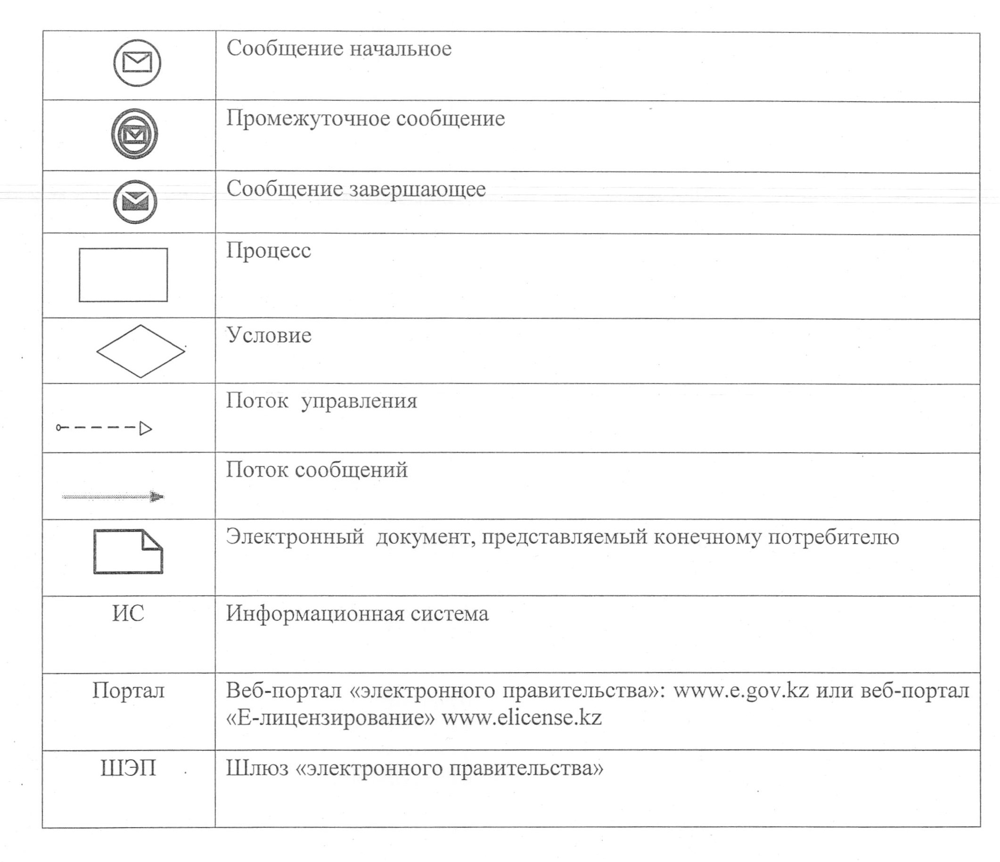 Сообщение начальное
Промежуточное сообщение
Сообщение завершающее
Процесс
Условие
Поток управления
Поток сообщений
Электронный документ, представляемый конечному потребителю
ИС
Информационная система
Портал
Веб-портал «электронного правительства»: www.e.gov.kz или веб-портал
«Е-лицензирование» www.elicense.kz
ШЭП
Шлюз «электронного правительства»